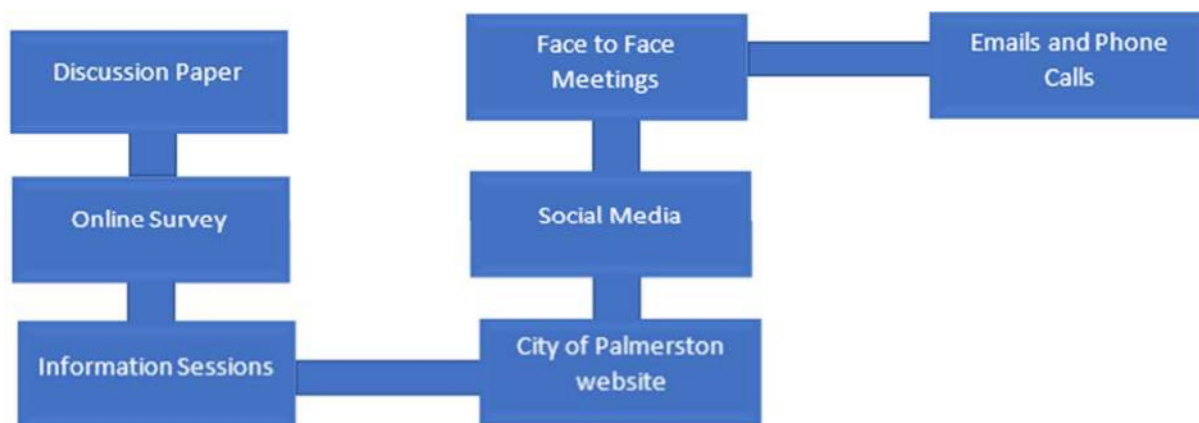 Discussion Paper
Online Survey
Information Sessions
City of Palmerston
website
Social Media
Face to Face
Meetings
Emails and Phone
Calls